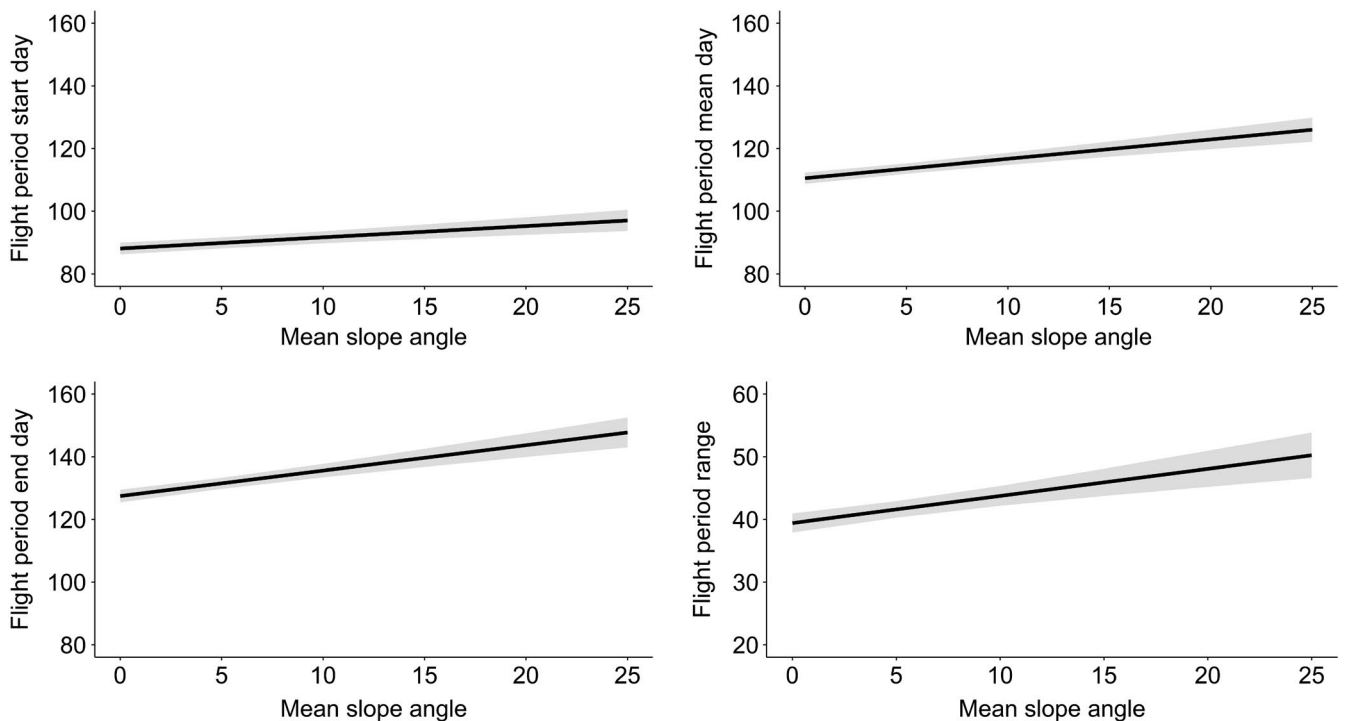 Flight period start day
160
140
120
100
80
0 5 10 15 20 25
Mean slope angle
Flight period mean day
160
140
120
100
80
0 5 10 15 20 25
Mean slope angle
Flight period end day
160
140
120
100
80
0 5 10 15 20 25
Mean slope angle
Flight period range
60
50
40
30
20
0 5 10 15 20 25
Mean slope angle